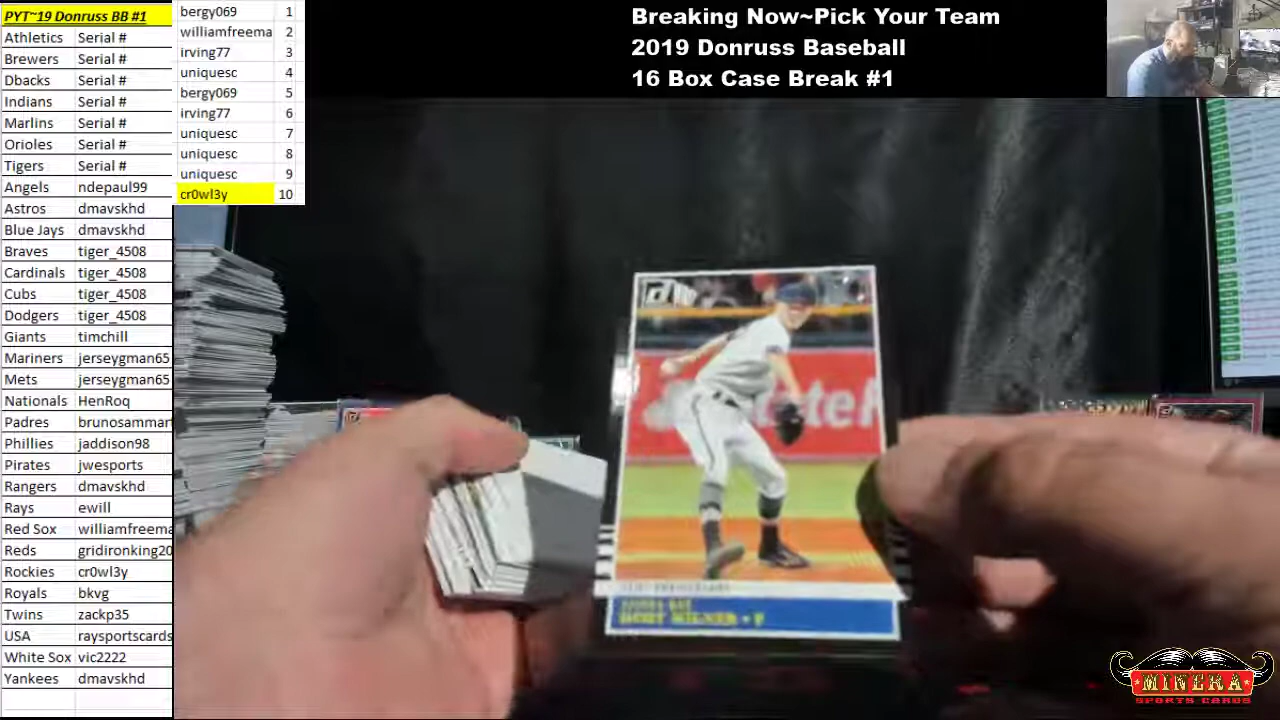 PYT~19 Donruss BB #1
Athletics Serial #
Brewers Serial #
Dbacks Serial #
Indians Serial #
Marlins Serial #
Orioles Serial #
Tigers Serial #
Angels ndepaul99
Astros dmavskhd
Blue Jays dmavskhd
Braves tiger_4508
Cardinals tiger_4508
Cubs tiger_4508
Dodgers tiger_4508
Giants timchill
Mariners jerseygman65
Mets jerseygman65
Nationals HenRoq
Padres brunosammar
Phillies jaddison98
Pirates jwesports
Rangers dmavskhd
Rays ewill
Red Sox williamfreema
Reds gridironking20
Rockies cr0wl3y
Royals bkvg
Twins zackp35
USA raysportscards
White Sox vic2222
Yankees dmavskhd
bergy069 1
williamfreema 2
irving77 3
uniquesc 4
bergy069 5
irving77 6
uniquesc 7
uniquesc 8
uniquesc 9
cr0wl3y 10
Breaking Now~Pick Your Team
2019 Donruss Baseball
16 Box Case Break #1
MINERA
SPORTS CARDS